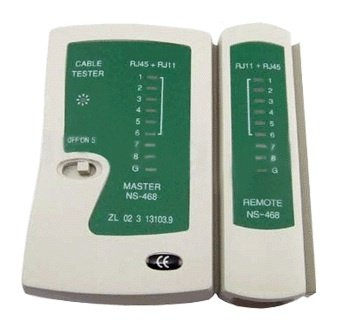 CABLE
TESTER
RJ45 + RJ11
1
2
3
4
5
6
7
8
G
OFF ON S
MASTER
NS-468
ZL 02 3 13103.9
CE
RJ11 + RJ45
1
2
3
4
5
6
7
8
G
REMOTE
NS-468